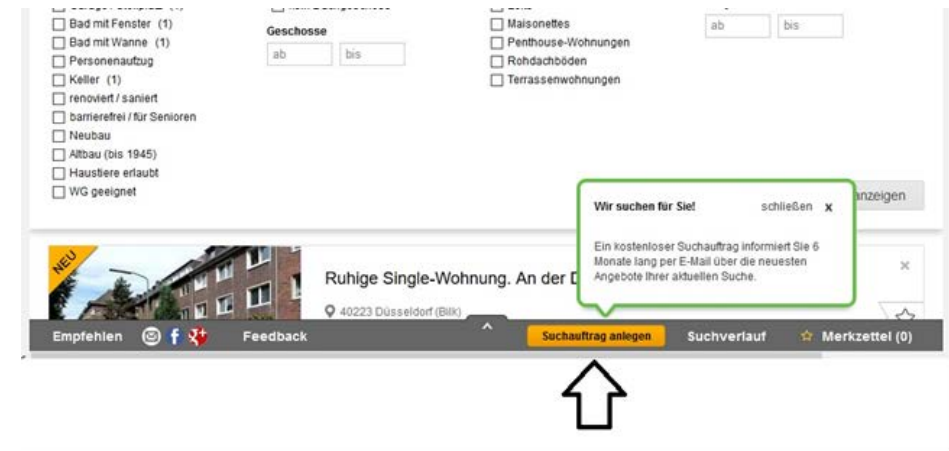 Bad mit Fenster (1)
Bad mit Wanne (1)
Personenaufzug
Keller (1)
renoviert / saniert
barrierefrei / für Senioren
Neubau
Altbau (bis 1945)
Haustiere erlaubt
WG geeignet
Geschosse
ab bis
Maisonettes
Penthouse-Wohnungen
Rohdachböden
Terrassenwohnungen
ab bis
anzeigen
Wir suchen für Sie! schließen x
Ein kostenloser Suchauftrag informiert Sie 6
Monate lang per E-Mail über die neuesten
Angebote Ihrer aktuellen Suche.
NEU
Ruhige Single-Wohnung. An der D
40223 Düsseldorf (Bilk)
Empfehlen Feedback Suchauftrag anlegen Suchverlauf Merkzettel (0)